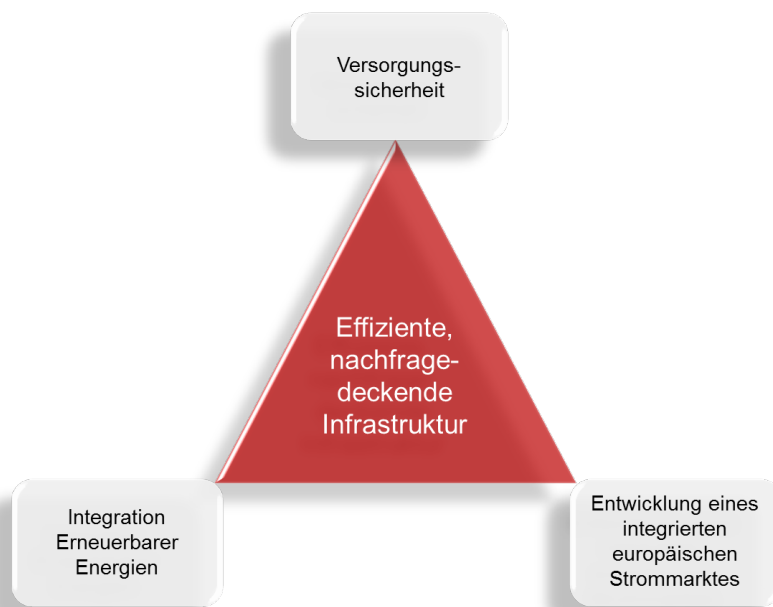 Versorgungs-
sicherheit
Effiziente,
nachfrage-
deckende
Infrastruktur
Integration
Erneuerbarer
Energien
Entwicklung eines
integrierten
europäischen
Strommarktes